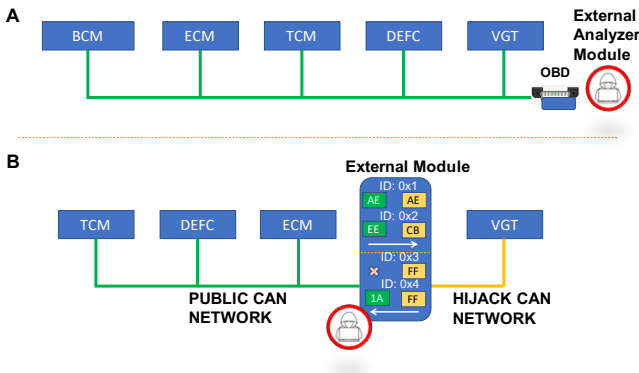 A
BCM
ECM
TCM
DEFC
VGT
External
Analyzer
Module
OBD
B
External Module
ID: 0x1
AE AE
ID: 0x2
EE CB
TCM
DEFC
ECM
VGT
ID: 0x3
FF
ID: 0x4
1A FF
PUBLIC CAN
NETWORK
HIJACK CAN
NETWORK